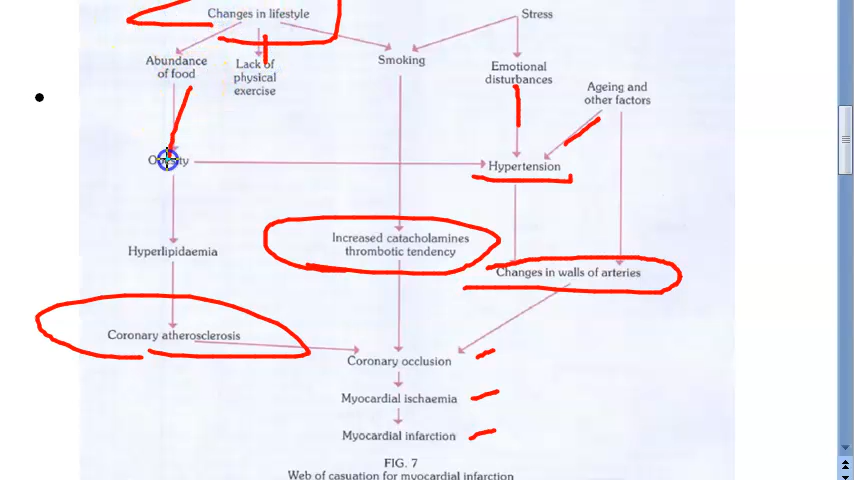 Changes in lifestyle
Stress
Abundance
of food
Lack of
physical
exercise
Smoking
Emotional
disturbances
Ageing and
other factors
Obesity
Hypertension
Hyperlipidaemia
Increased catacholamines
thrombotic tendency
Changes in walls of arteries
Coronary atherosclerosis
Coronary occlusion
Myocardial ischaemia
Myocardial infarction
FIG. 7
Web of casuation for myocardial infarction